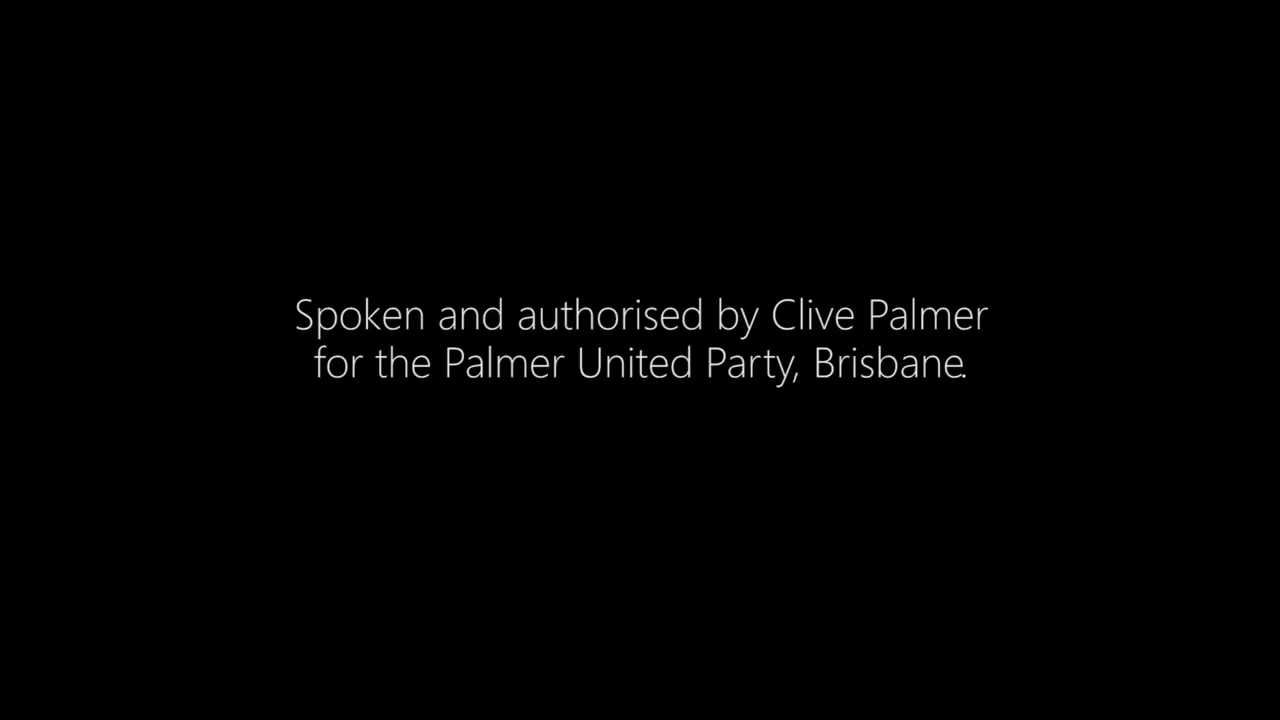 Spoken and authorised by Clive Palmer
for the Palmer United Party, Brisbane.